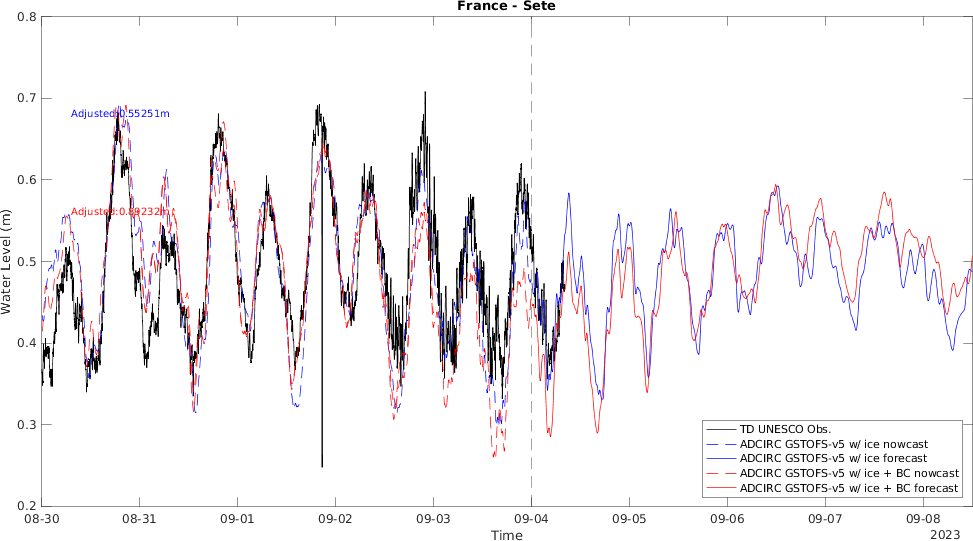 France - Sete
0.8
0.7
0.6
0.5
0.4
0.3
0.2
Water Level (m)
Adjusted:0.55251m
Adjusted:0.89232m
TD UNESCO Obs.
ADCIRC GSTOFS-v5 w/ ice nowcast
ADCIRC GSTOFS-v5 w/ ice forecast
ADCIRC GSTOFS-v5 w/ ice + BC nowcast
ADCIRC GSTOFS-v5 w/ ice + BC forecast
08-30 08-31 09-01 09-02 09-03 09-04 09-05 09-06 09-07 09-08
Time
2023